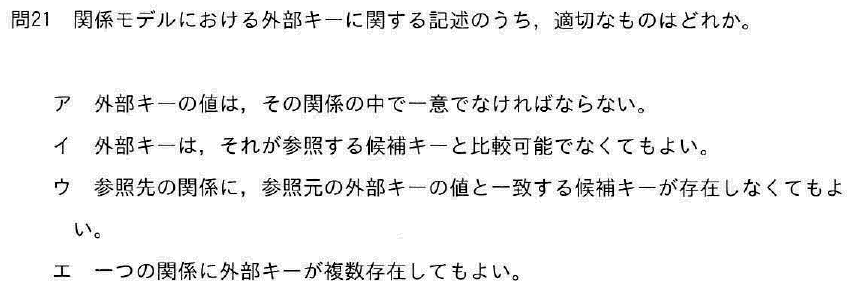 問21　関係モデルにおける外部キーに関する記述のうち，適切なものはどれか。
ア　外部キーの値は，その関係の中で一意でなければならない。
イ　外部キーは，それが参照する候補キーと比較可能でなくてもよい。
ウ　参照先の関係に，参照元の外部キーの値と一致する候補キーが存在しなくてもよ
い。
エ　一つの関係に外部キーが複数存在してもよい。